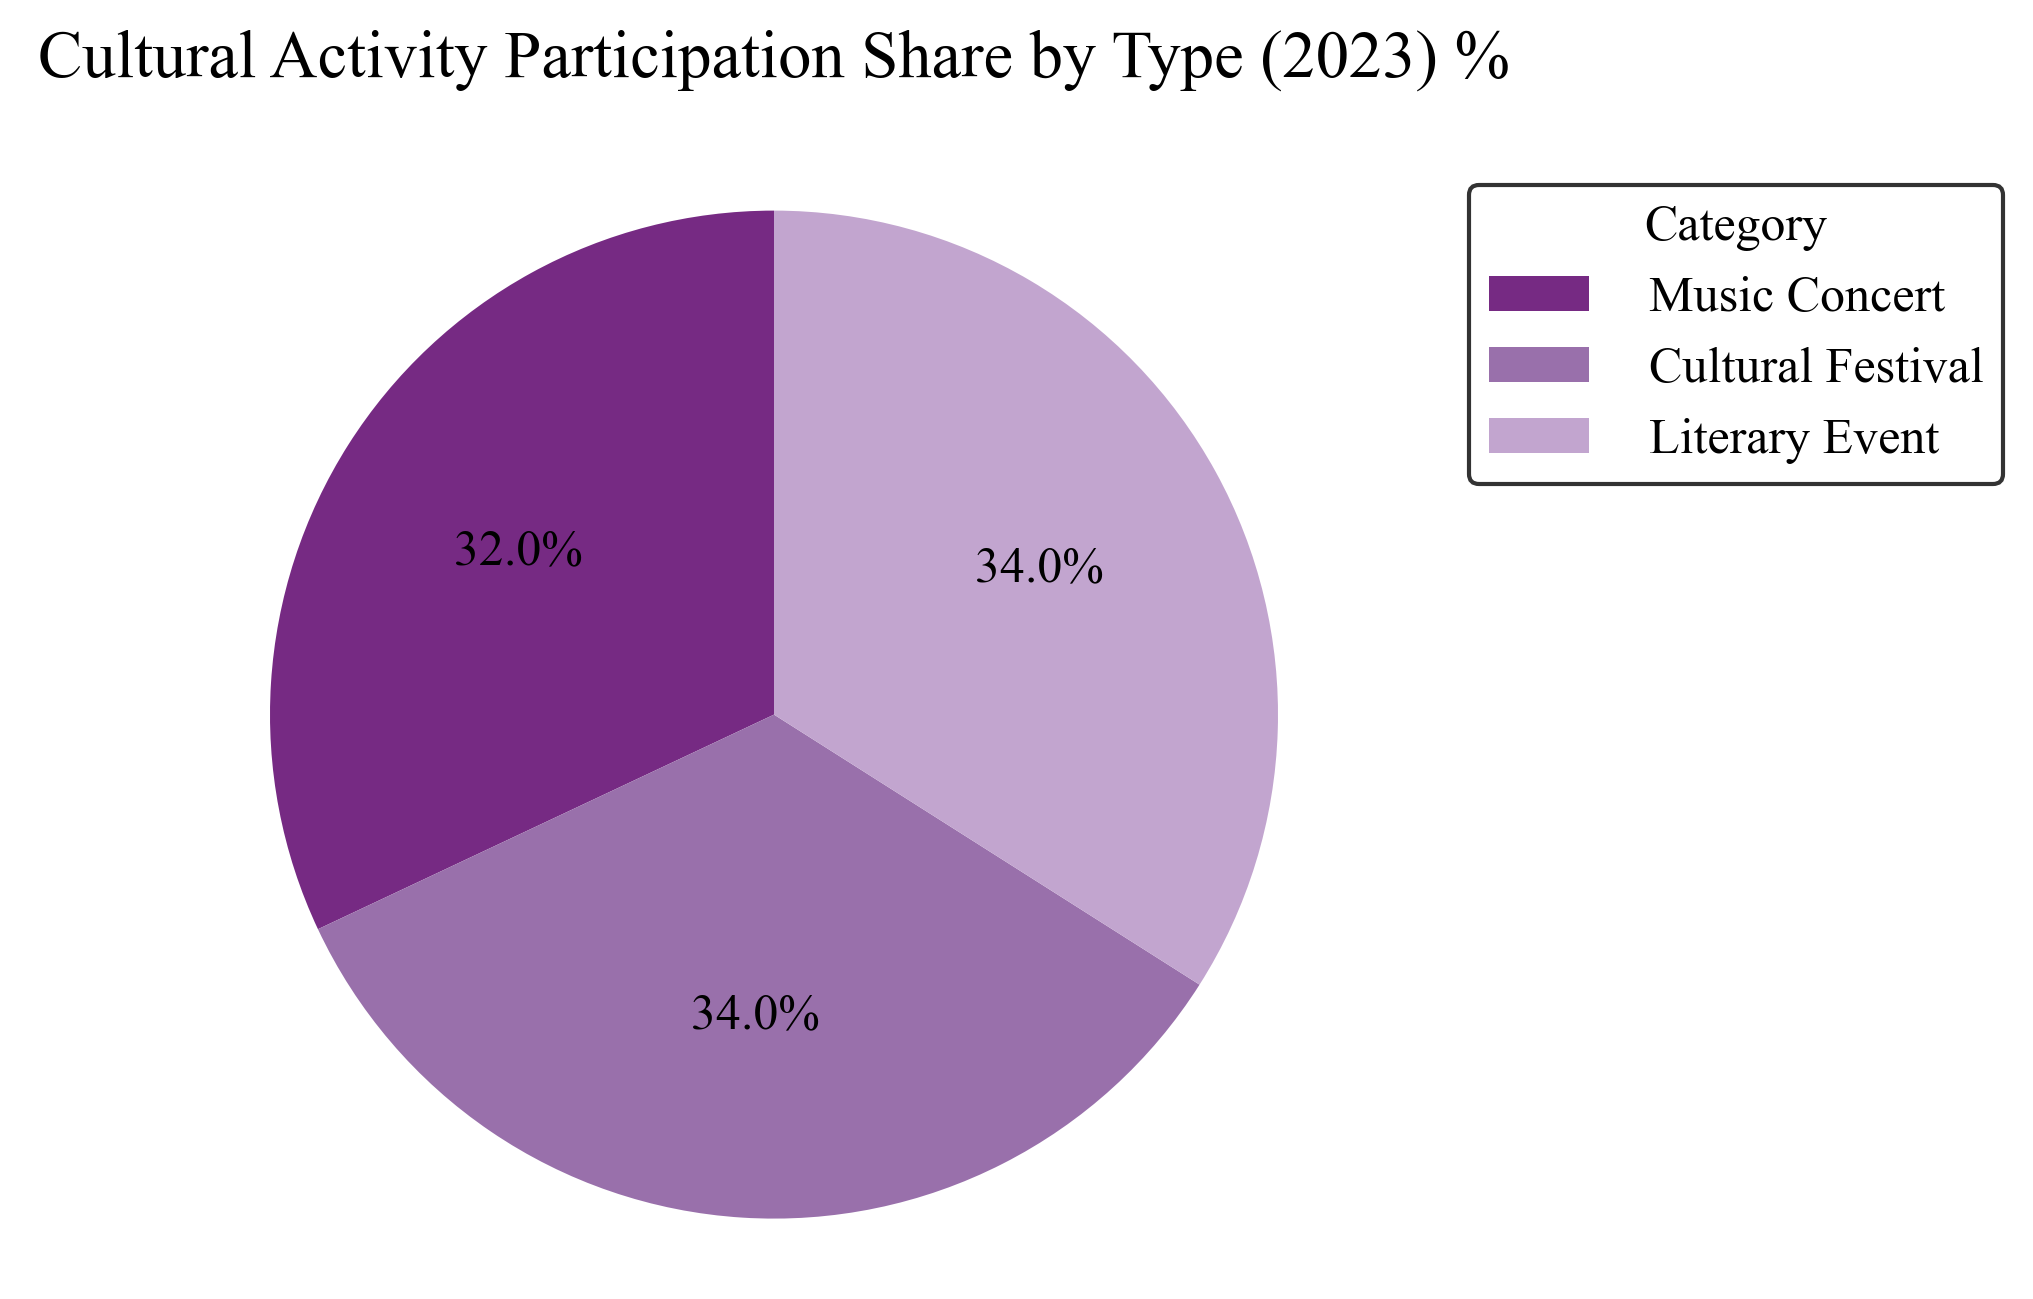 Cultural Activity Participation Share by Type (2023) %
Category
Music Concert
Cultural Festival
Literary Event
32.0%
34.0%
34.0%